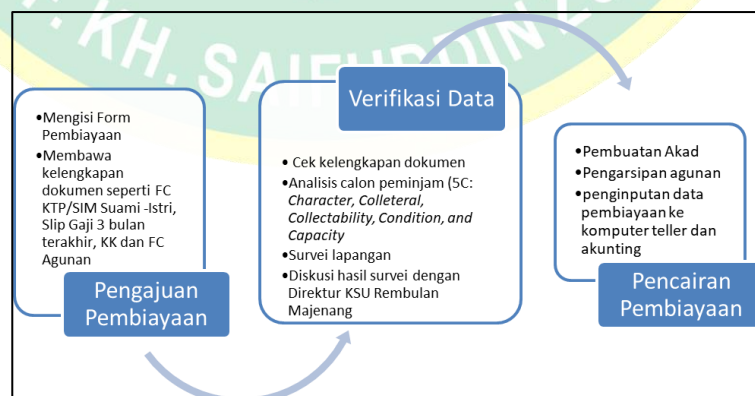 KH. SAIFUDDIN
•Mengisi Form
Pembiayaan
•Membawa
kelengkapan
dokumen seperti FC
KTP/SIM Suami -Istri,
Slip Gaji 3 bulan
terakhir, KK dan FC
Agunan
Pengajuan
Pembiayaan
Verifikasi Data
• Cek kelengkapan dokumen
•Analisis calon peminjam (5C:
Character, Colleteral,
Collectability, Condition, and
Capacity
•Survei lapangan
•Diskusi hasil survei dengan
Direktur KSU Rembulan
Majenang
•Pembuatan Akad
•Pengarsipan agunan
•penginputan data
pembiayaan ke
komputer teller dan
akunting
Pencairan
Pembiayaan